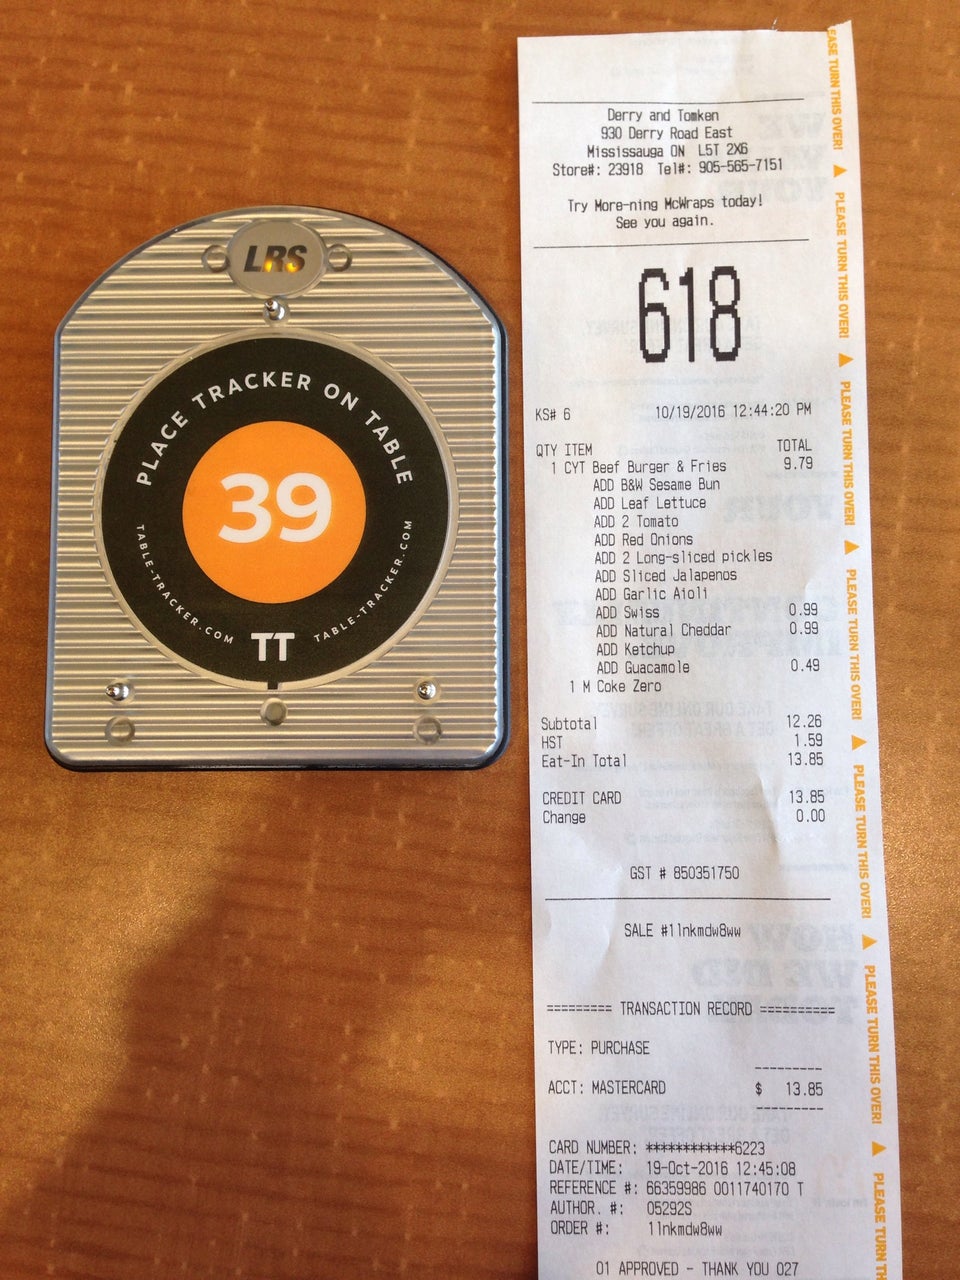 LRS
PLACE TRACKER ON TABLE
39
TABLE-TRACKER.COM
TT
TABLE-TRACKER.COM
Derry and Tomken
930 Derry Road East
Mississauga ON L5T 2X6
Store#: 23918 Tel#: 905-565-7151
Try More-ning McWraps today!
See you again.
618
KS# 6 10/19/2016 12:44:20 PM
QTY ITEM TOTAL
1 CYT Beef Burger & Fries 9.79
ADD B&W Sesame Bun
ADD Leaf Lettuce
ADD 2 Tomato
ADD Red Onions
ADD 2 Long-sliced pickles
ADD Sliced Jalapenos
ADD Garlic Aioli
ADD Swiss 0.99
ADD Natural Cheddar 0.99
ADD Ketchup
ADD Guacamole 0.49
1 M Coke Zero
Subtotal 12.26
HST 1.59
Eat-In Total 13.85
CREDIT CARD 13.85
Change 0.00
GST # 850351750
SALE #11nkmdw8ww
========= TRANSACTION RECORD ==========
TYPE: PURCHASE
ACCT: MASTERCARD $ 13.85
CARD NUMBER: ************6223
DATE/TIME: 19-Oct-2016 12:45:08
REFERENCE #: 66359986 0011740170 T
AUTHOR. #: 05292S
ORDER #: 11nkmdw8ww
01 APPROVED - THANK YOU 027
EASE TURN THIS OVER!
PLEASE TURN THIS OVER!
PLEASE TURN THIS OVER!
PLEASE TURN THIS OVER!
PLEASE TURN THIS OVER!
PLEASE TURN THIS OVER!
PLEASE TURN TH